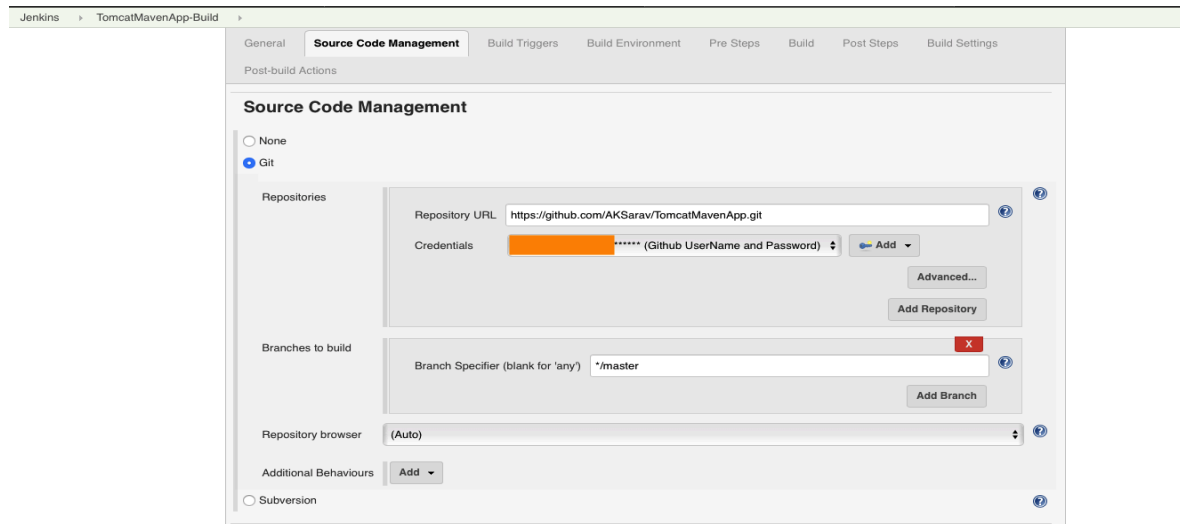 Jenkins TomcatMavenApp-Build
General Source Code Management Build Triggers Build Environment Pre Steps Build Post Steps Build Settings
Post-build Actions
Source Code Management
None
Git
Repositories
Repository URL https://github.com/AKSarav/TomcatMavenApp.git
Credentials ****** (Github UserName and Password) Add
Advanced...
Add Repository
Branches to build
X
Branch Specifier (blank for 'any') */master
Add Branch
Repository browser (Auto)
Additional Behaviours Add
Subversion